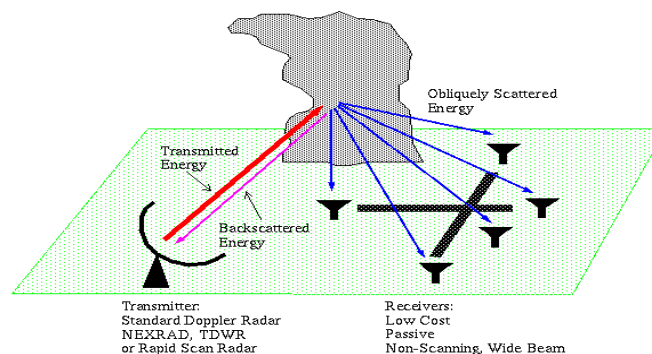 Obliquely Scattered
Energy
Transmitted
Energy
Backscattered
Energy
Transmitter:
Standard Doppler Radar
NEXRAD, TDWR
or Rapid Scan Radar
Receivers:
Low Cost
Passive
Non-Scanning, Wide Beam